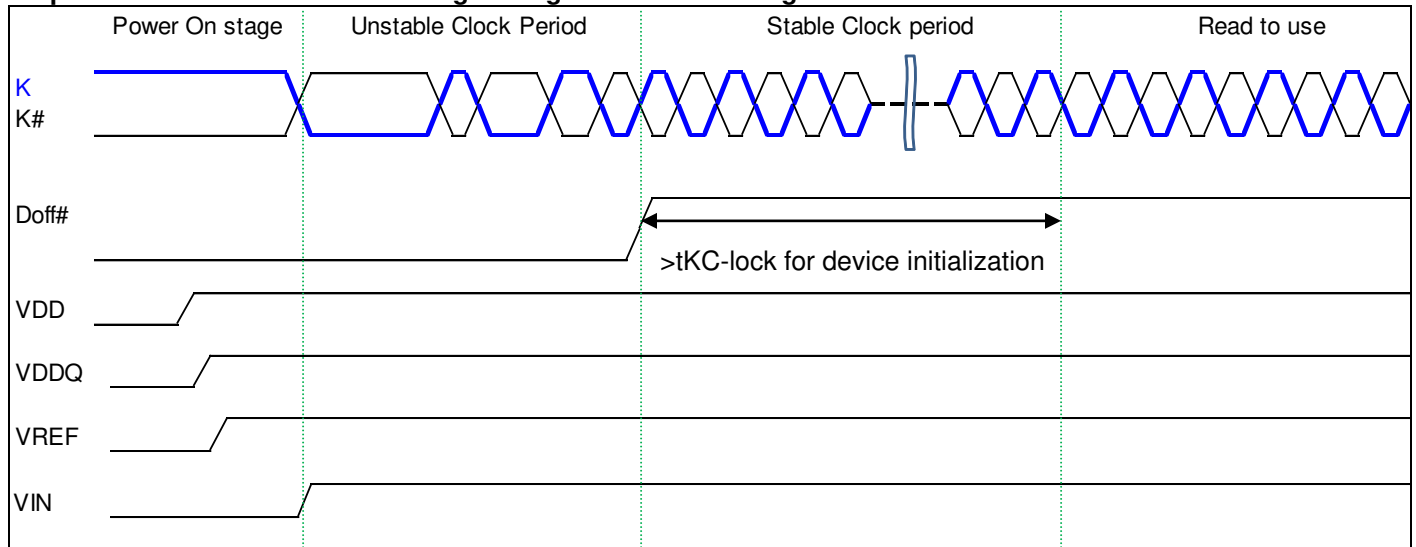 Power On stage Unstable Clock Period Stable Clock period Read to use
K
K#
Doff#
>tKC-lock for device initialization
VDD
VDDQ
VREF
VIN